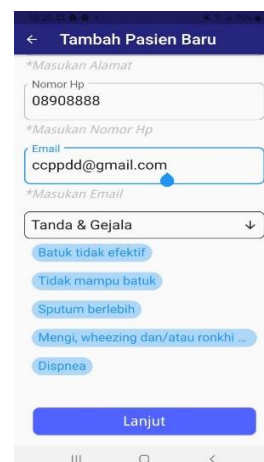 Tambah Pasien Baru
*Masukan Alamat
Nomor Hp
08908888
*Masukan Nomor Hp
Email
ccppdd@gmail.com
*Masukan Email
Tanda & Gejala
Batuk tidak efektif
Tidak mampu batuk
Sputum berlebih
Mengi, wheezing dan/atau ronkhi ...
Dispnea
Lanjut